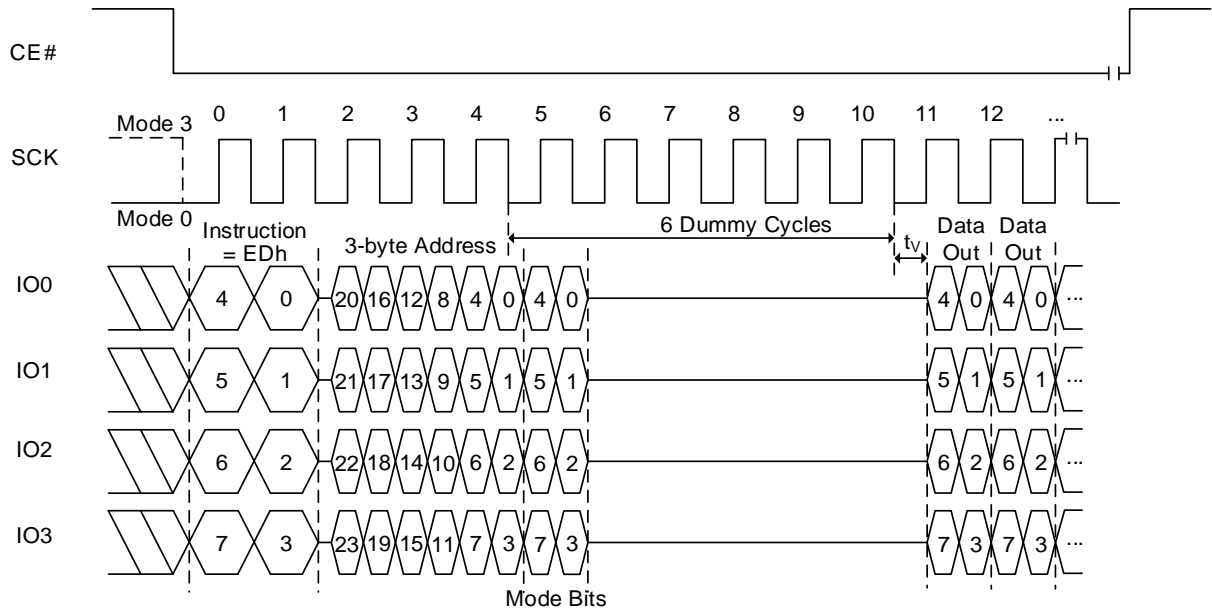 CE#
0 1 2 3 4 5 6 7 8 9 10 11 12 ...
Mode 3
SCK
Mode 0
Instruction
= EDh
3-byte Address
6 Dummy Cycles
tV
Data
Out
Data
Out
IO0 4 0 20 16 12 8 4 0 4 0 4 0 4 0 ...
IO1 5 1 21 17 13 9 5 1 5 1 5 1 5 1 ...
IO2 6 2 22 18 14 10 6 2 6 2 6 2 6 2 ...
IO3 7 3 23 19 15 11 7 3 7 3 7 3 7 3 ...
Mode Bits